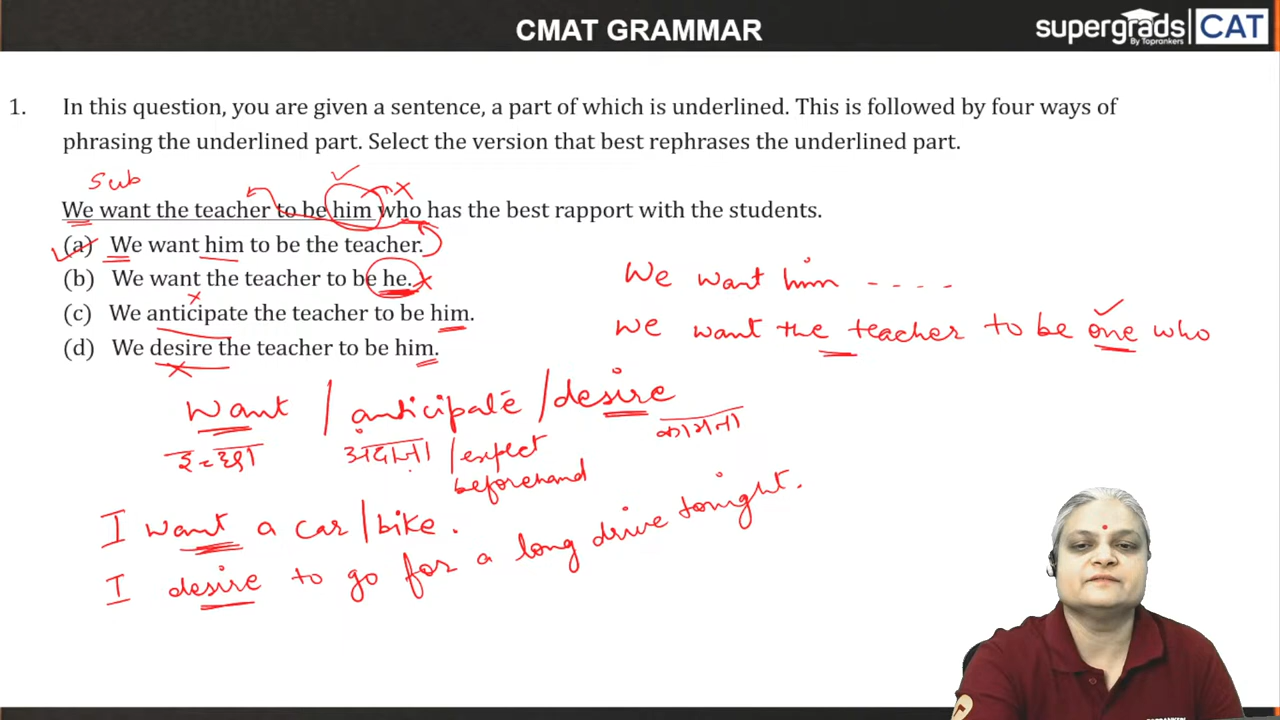 CMAT GRAMMAR
supergrads CAT
By Toprankers
1. In this question, you are given a sentence, a part of which is underlined. This is followed by four ways of
phrasing the underlined part. Select the version that best rephrases the underlined part.
Sub
We want the teacher to be him who has the best rapport with the students.
(a) We want him to be the teacher.
(b) We want the teacher to be he.
(c) We anticipate the teacher to be him.
(d) We desire the teacher to be him.
We want him - - - -
We want the teacher to be one who
want / anticipate / desire
इच्छा / expect कामना
beforehand
I want a car/bike.
I desire to go for a long drive tonight.